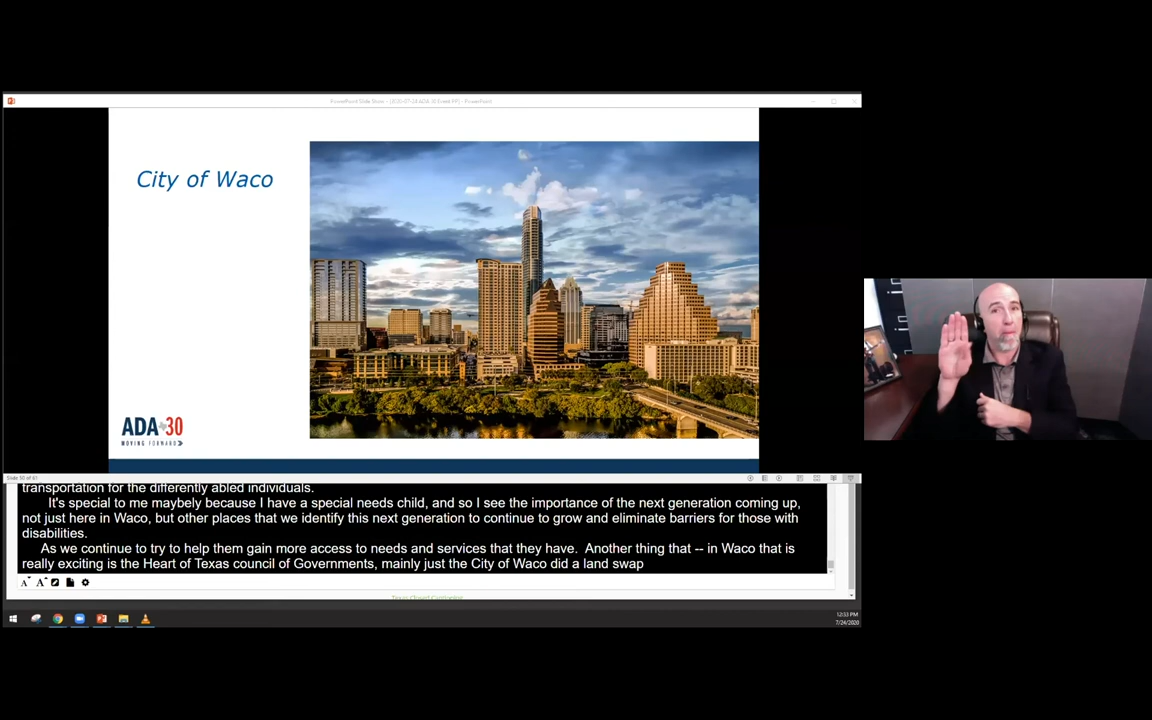 PowerPoint Slide Show - [2020-07-24 ADA 30 Event PP] - PowerPoint
City of Waco
ADA 30
MOVING FORWARD
Slide 50 of 61
transportation for the differently abled individuals.
It's special to me maybely because I have a special needs child, and so I see the importance of the next generation coming up,
not just here in Waco, but other places that we identify this next generation to continue to grow and eliminate barriers for those with
disabilities.
As we continue to try to help them gain more access to needs and services that they have.  Another thing that -- in Waco that is
really exciting is the Heart of Texas council of Governments, mainly just the City of Waco did a land swap
Texas Closed Captioning
12:53 PM
7/24/2020